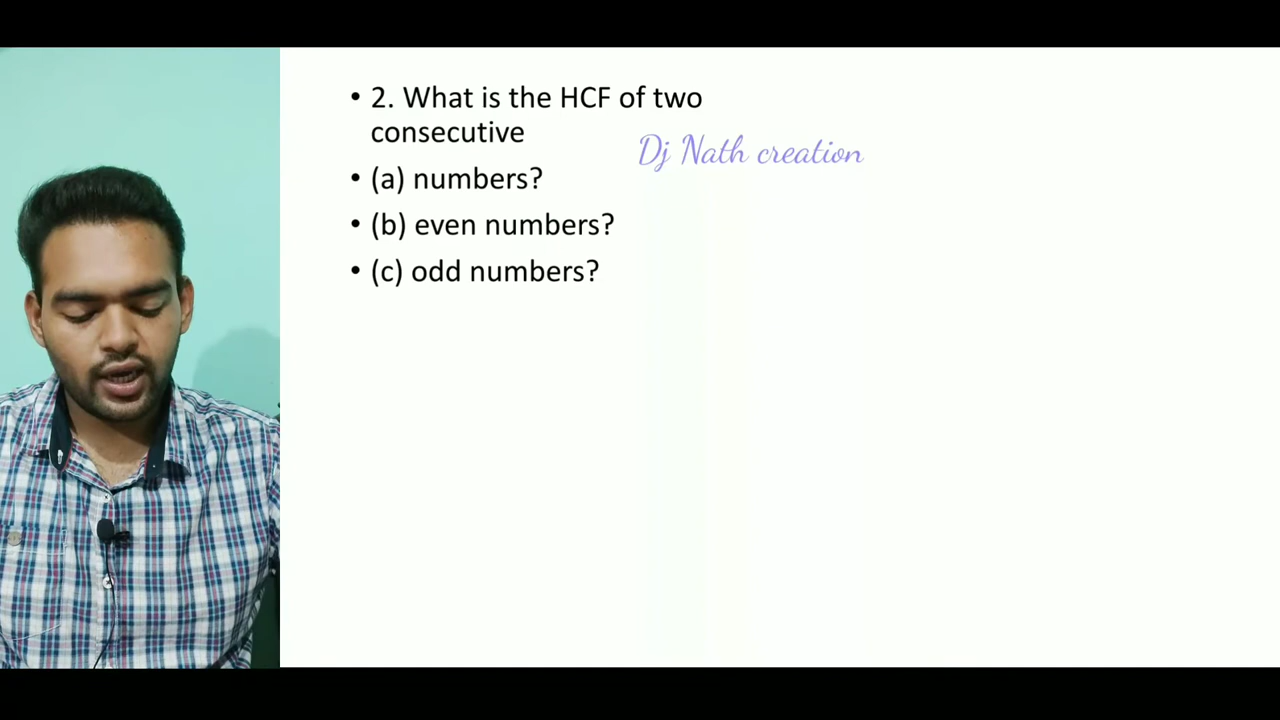 • 2. What is the HCF of two
consecutive
Dj Nath creation
• (a) numbers?
• (b) even numbers?
• (c) odd numbers?